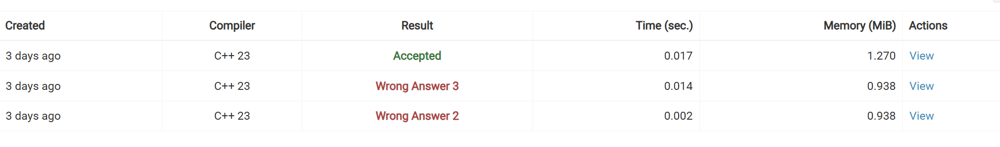 Created Compiler Result Time (sec.) Memory (MiB) Actions
3 days ago C++ 23 Accepted 0.017 1.270 View
3 days ago C++ 23 Wrong Answer 3 0.014 0.938 View
3 days ago C++ 23 Wrong Answer 2 0.002 0.938 View